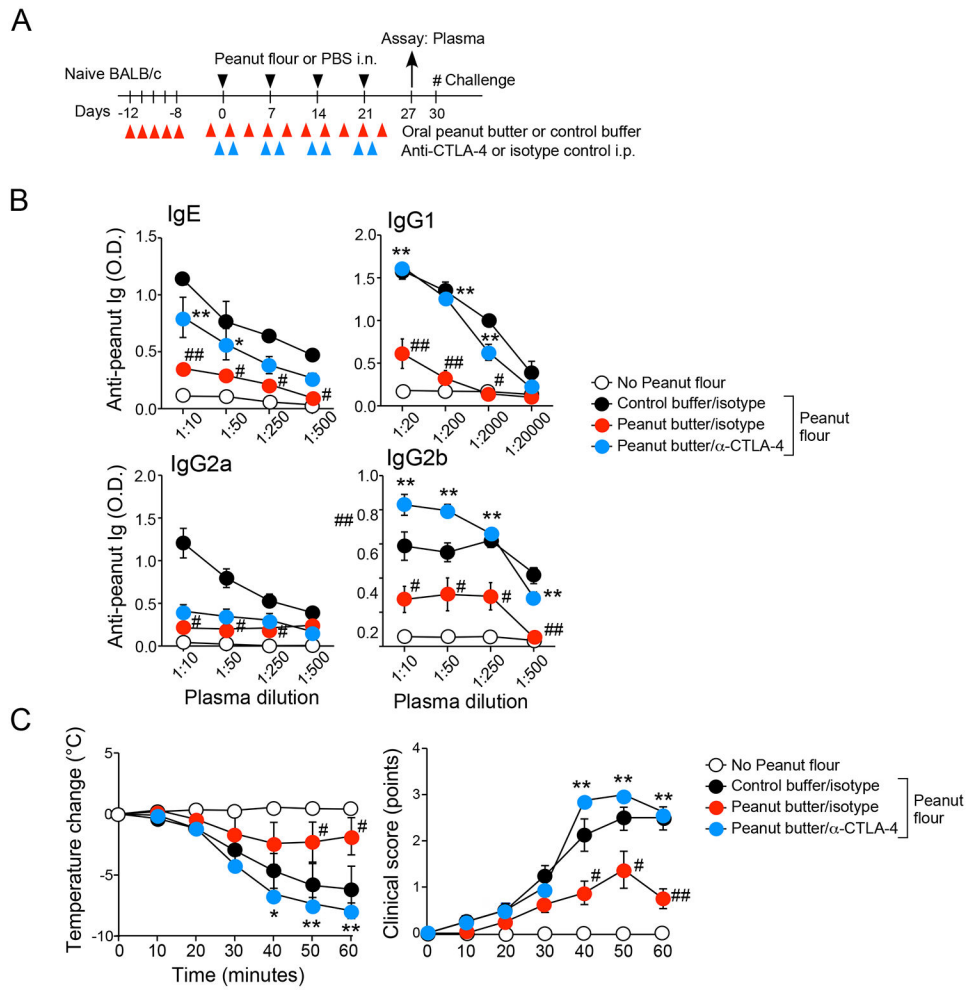 A
Assay: Plasma
Peanut flour or PBS i.n.
Naive BALB/c
# Challenge
Days -12 -8 0 7 14 21 27 30
Oral peanut butter or control buffer
Anti-CTLA-4 or isotype control i.p.
B
IgE
Anti-peanut Ig (O.D.)
1.5
1.0
0.5
0.0
**
*
##
#
#
#
1:10 1:50 1:250 1:500
IgG1
2.0
1.5
1.0
0.5
0.0
**
**
**
##
##
#
1:20 1:200 1:2000 1:20000
No Peanut flour
Control buffer/isotype
Peanut butter/isotype
Peanut butter/α-CTLA-4
Peanut
flour
IgG2a
Anti-peanut Ig (O.D.)
2.0
1.5
1.0
0.5
0.0
##
#
#
#
1:10 1:50 1:250 1:500
Plasma dilution
IgG2b
1.0
0.8
0.6
0.4
0.2
**
**
**
**
#
#
#
##
1:10 1:50 1:250 1:500
Plasma dilution
C
Temperature change (°C)
5
0
-5
-10
#
#
*
**
**
0 10 20 30 40 50 60
Time (minutes)
Clinical score (points)
4
3
2
1
0
**
**
**
#
#
##
0 10 20 30 40 50 60
No Peanut flour
Control buffer/isotype
Peanut butter/isotype
Peanut butter/α-CTLA-4
Peanut
flour